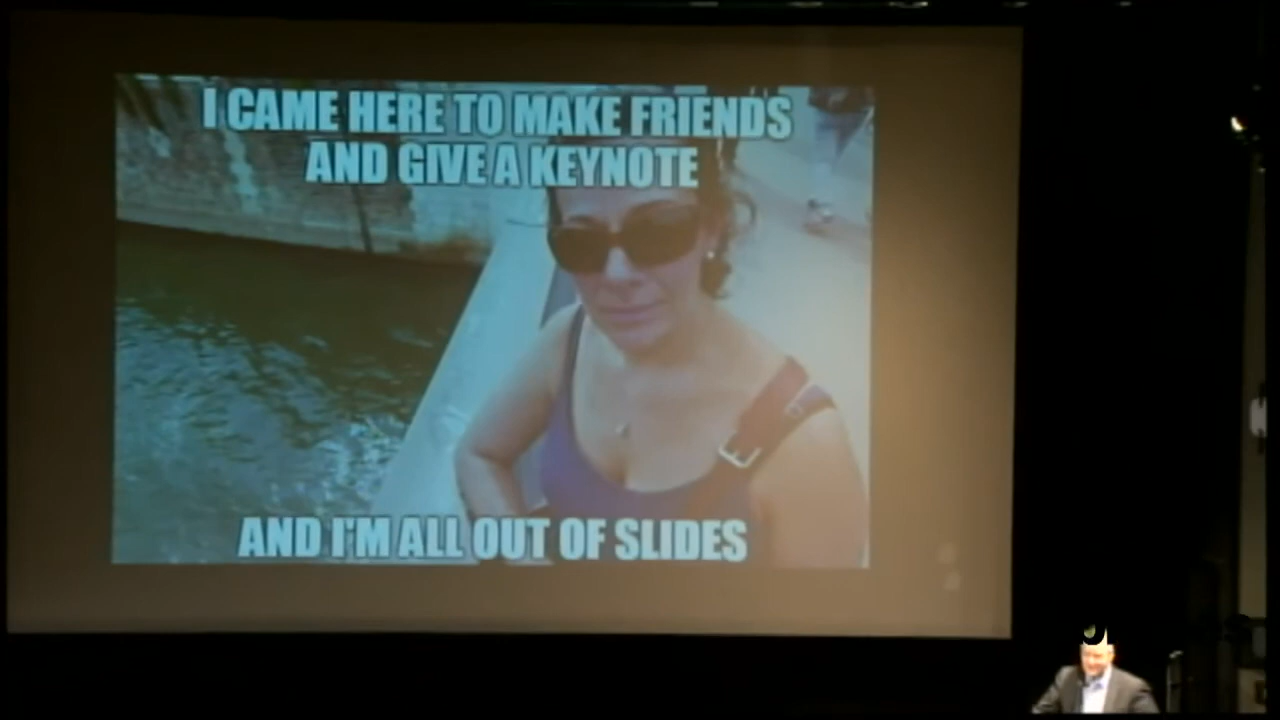 I CAME HERE TO MAKE FRIENDS
AND GIVE A KEYNOTE
AND I'M ALL OUT OF SLIDES